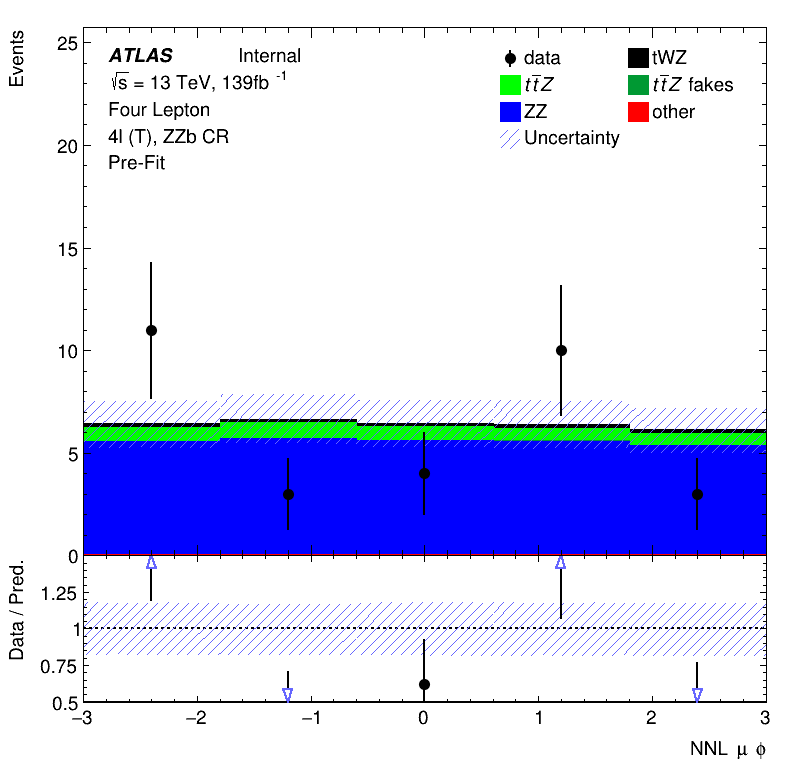 Events
25
20
15
10
5
0
ATLAS Internal
√s = 13 TeV, 139fb -1
Four Lepton
4l (T), ZZb CR
Pre-Fit
data
tWZ
tt̄Z
tt̄Z fakes
ZZ
other
Uncertainty
Data / Pred.
1.25
1
0.75
0.5
−3 −2 −1 0 1 2 3
NNL μ ϕ